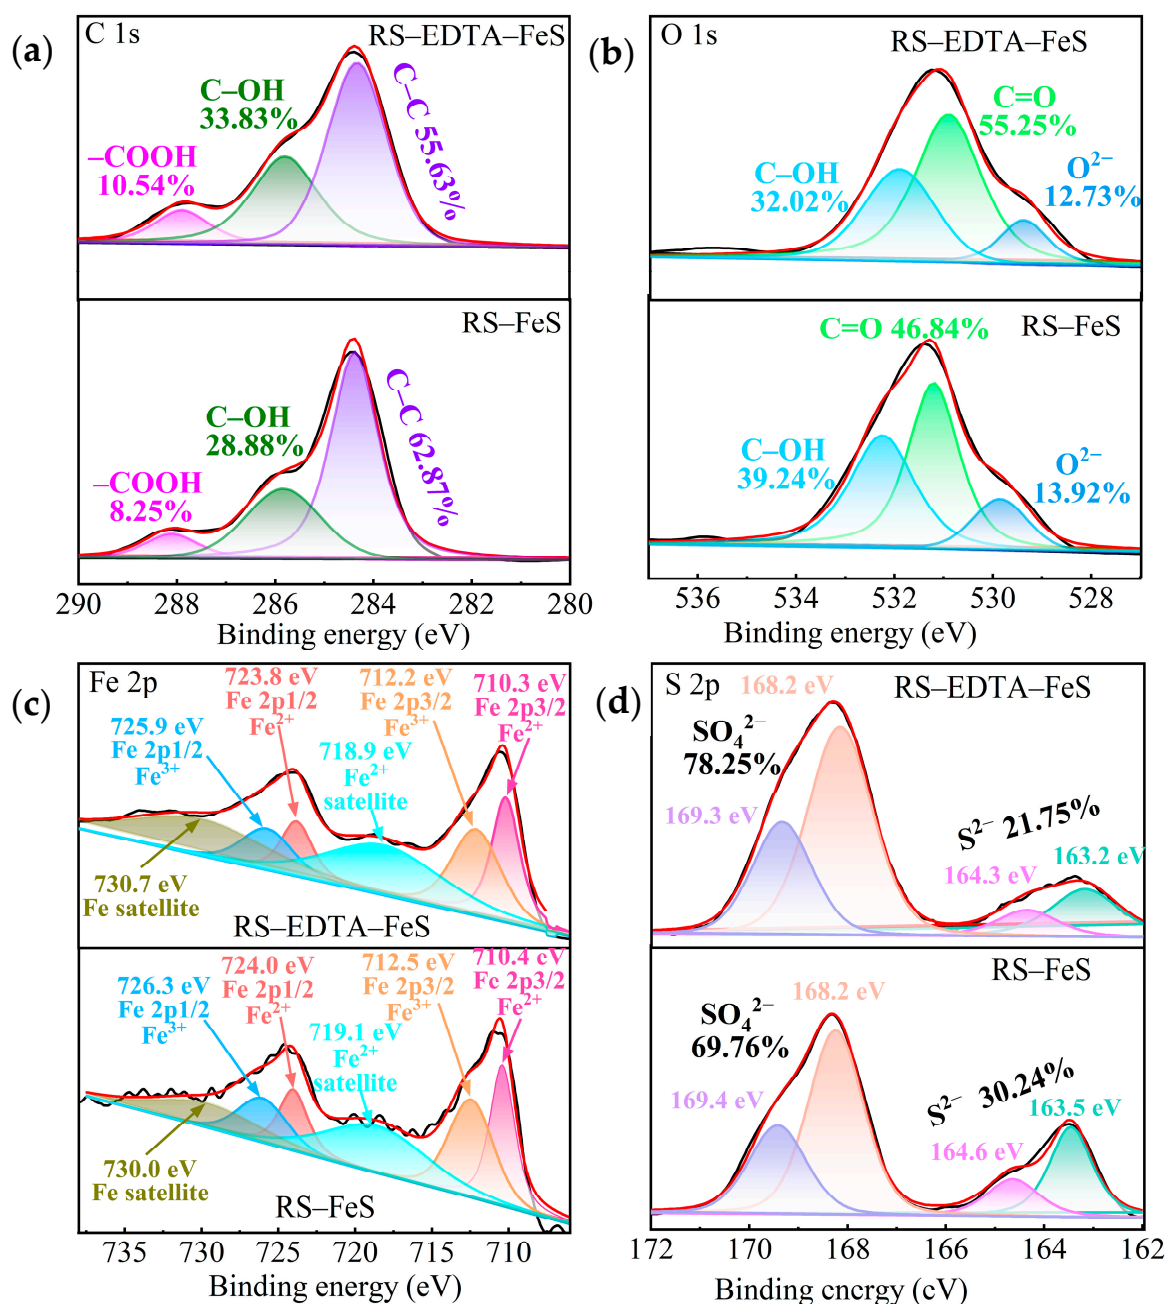 (a)
C 1s
RS–EDTA–FeS
C–OH
33.83%
C–C 55.63%
–COOH
10.54%
RS–FeS
C–OH
28.88%
C–C 62.87%
–COOH
8.25%
290 288 286 284 282 280
Binding energy (eV)
(b)
O 1s
RS–EDTA–FeS
C=O
55.25%
C–OH
32.02%
O²⁻
12.73%
C=O 46.84%
RS–FeS
C–OH
39.24%
O²⁻
13.92%
536 534 532 530 528
Binding energy (eV)
(c)
Fe 2p
723.8 eV
Fe 2p1/2
Fe²⁺
712.2 eV
Fe 2p3/2
Fe³⁺
710.3 eV
Fe 2p3/2
Fe²⁺
725.9 eV
Fe 2p1/2
Fe³⁺
718.9 eV
Fe²⁺
satellite
730.7 eV
Fe satellite
RS–EDTA–FeS
726.3 eV
Fe 2p1/2
Fe³⁺
724.0 eV
Fe 2p1/2
Fe²⁺
712.5 eV
Fe 2p3/2
Fe³⁺
710.4 eV
Fe 2p3/2
Fe²⁺
719.1 eV
Fe²⁺
satellite
730.0 eV
Fe satellite
RS–FeS
735 730 725 720 715 710
Binding energy (eV)
(d)
S 2p
168.2 eV
RS–EDTA–FeS
SO₄²⁻
78.25%
169.3 eV
S²⁻ 21.75%
164.3 eV
163.2 eV
RS–FeS
168.2 eV
SO₄²⁻
69.76%
169.4 eV
S²⁻ 30.24%
164.6 eV
163.5 eV
172 170 168 166 164 162
Binding cncrgy (cV)